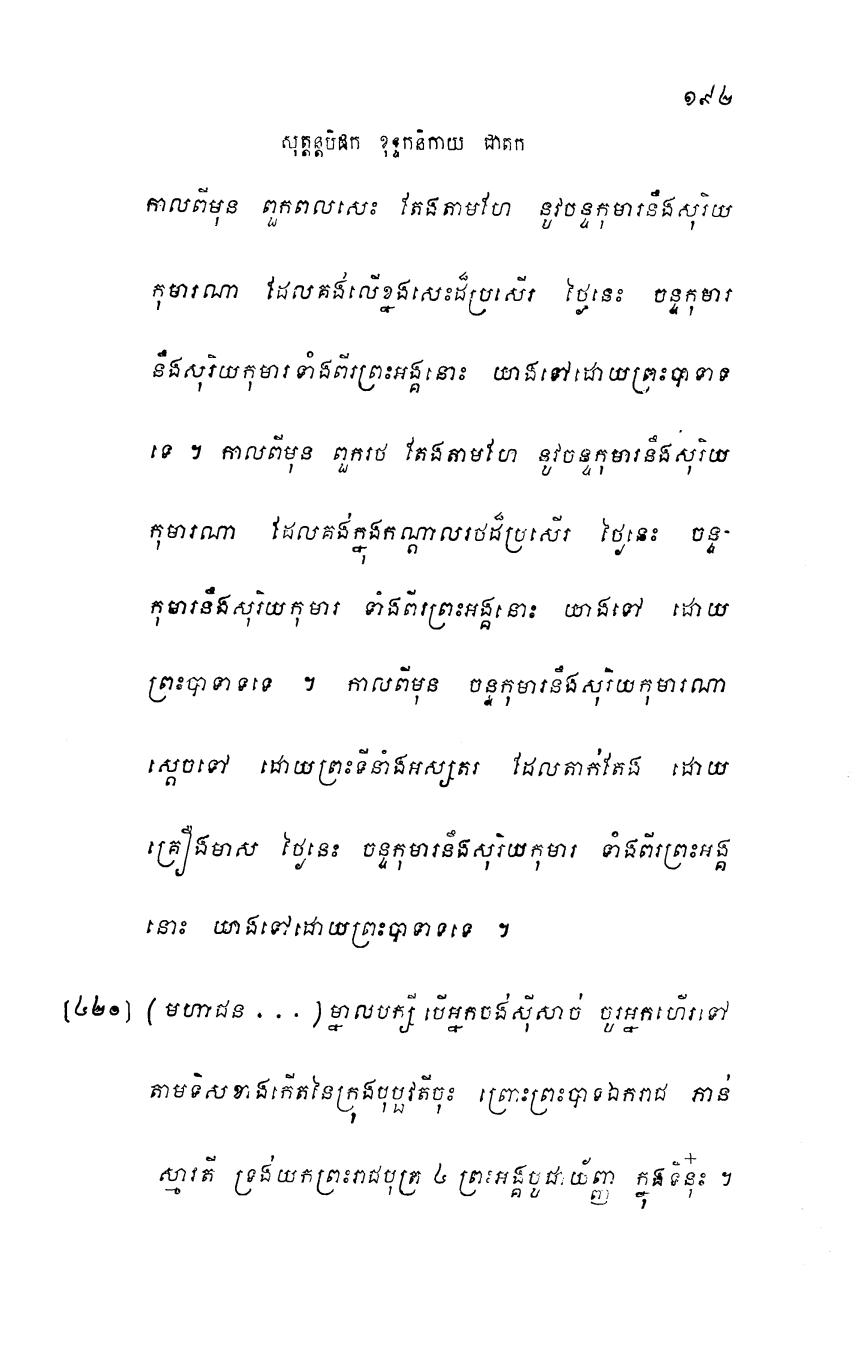 ១៩៤
សុត្តន្តបិដក ខុទ្ទកនិកាយ ជាតក
កាលពីមុន ពួកពលសេះ តែងតាមហែ នូវចន្ទកុមារនឹងសុរិយ
កុមារណា ដែលគង់លើខ្នងសេះដ៏ប្រសើរ ថ្ងៃនេះ ចន្ទកុមារ
នឹងសុរិយកុមារទាំងពីរព្រះអង្គនោះ យាងទៅដោយព្រះបាទាទ
ទេ ។ កាលពីមុន ពួករថ តែងតាមហែ នូវចន្ទកុមារនឹងសុរិយ
កុមារណា ដែលគង់ក្នុងកណ្តាលរថដ៏ប្រសើរ ថ្ងៃនេះ ចន្ទ-
កុមារនឹងសុរិយកុមារ ទាំងពីរព្រះអង្គនោះ យាងទៅ ដោយ
ព្រះបាទាទទេ ។ កាលពីមុន ចន្ទកុមារនឹងសុរិយកុមារណា
ស្តេចទៅ ដោយព្រះទីនាំងអស្សតរ ដែលតាក់តែង ដោយ
គ្រឿងមាស ថ្ងៃនេះ ចន្ទកុមារនឹងសុរិយកុមារ ទាំងពីរព្រះអង្គ
នោះ យាងទៅដោយព្រះបាទាទទេ ។
[៤២១] (មហាជន ...) ម្នាលបក្សី បើអ្នកចង់ស៊ីសាច់ ចូរអ្នកហើរទៅ
តាមទិសខាងកើតនៃក្រុងបុប្ផវតីចុះ ព្រោះព្រះបាទឯករាជ កាន់
ស្មារតី ទ្រង់យកព្រះរាជបុត្រ ៤ ព្រះអង្គបូជាយ័ញ្ញ ក្នុងទីនុ៎ះ ។